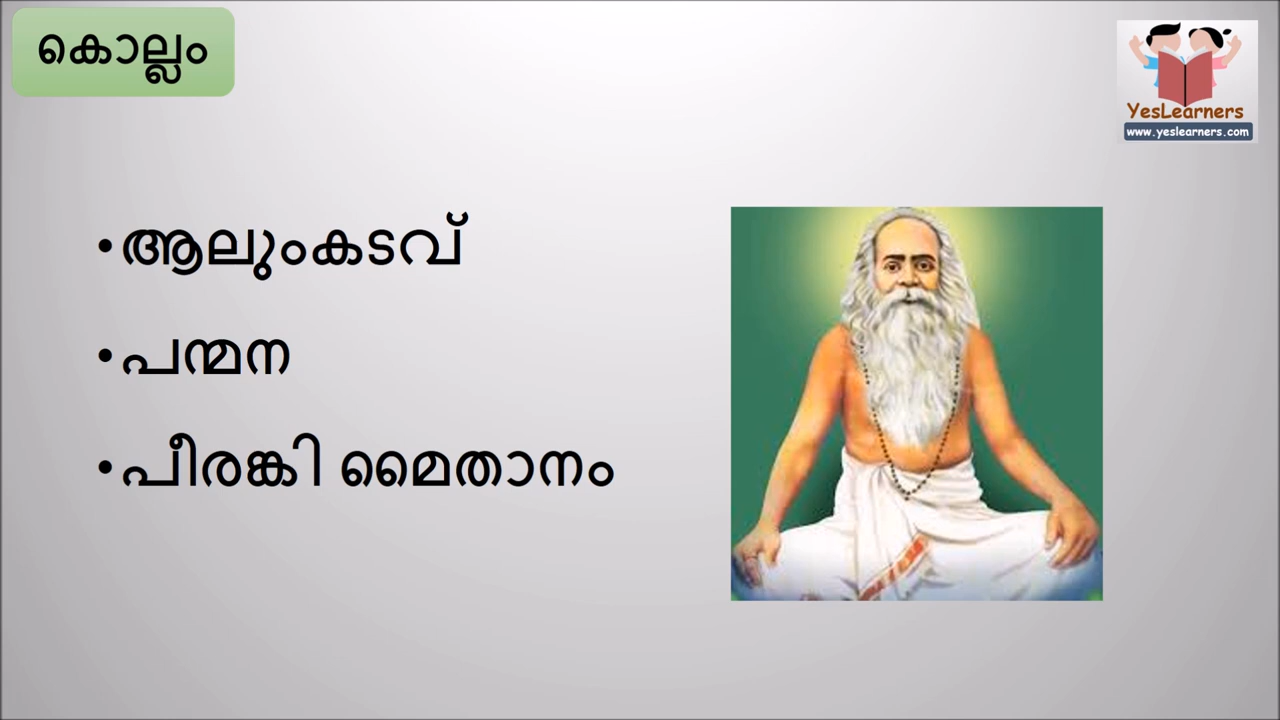 കൊല്ലം
YesLearners
www.yeslearners.com
•ആലുംകടവ്
•പന്മന
•പീരങ്കി മൈതാനം